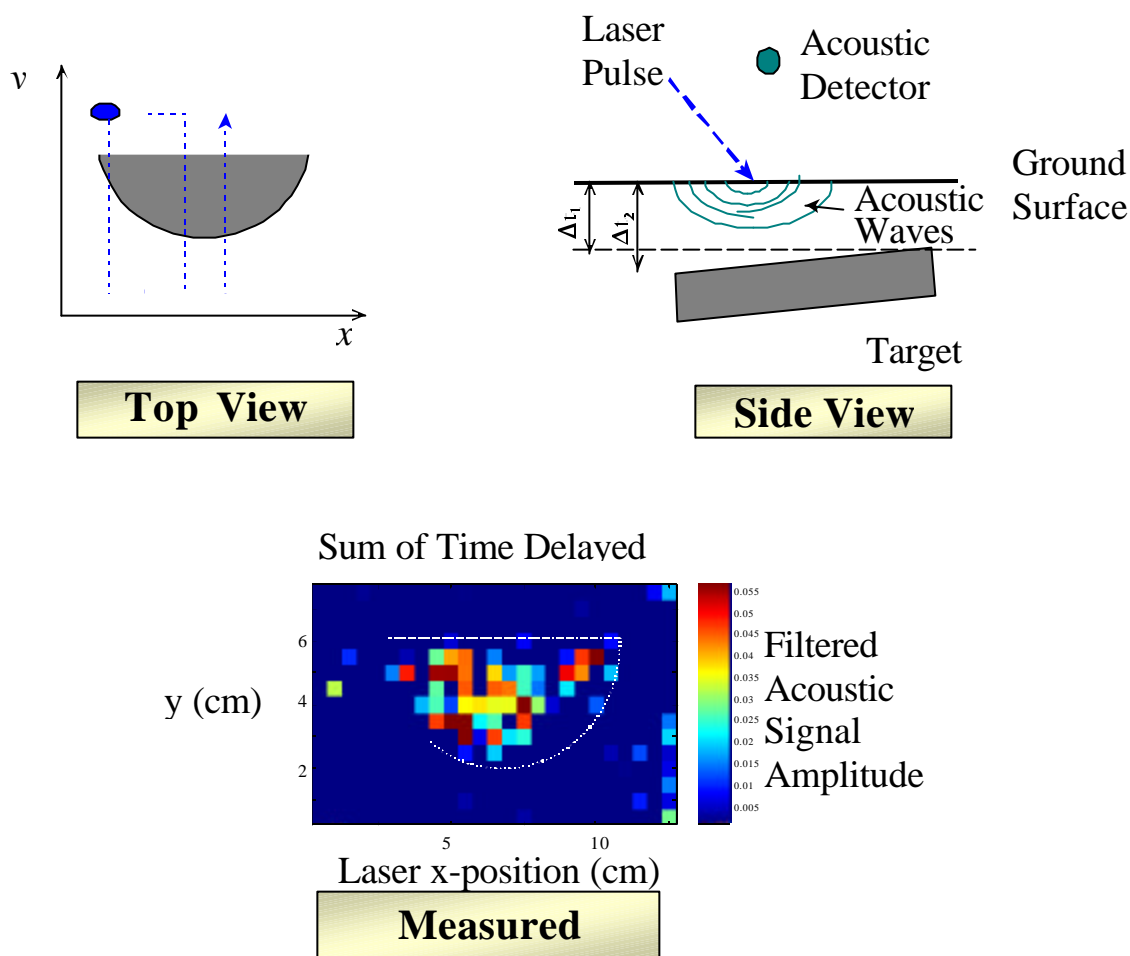 y
x
Top View
Laser
Pulse
Acoustic
Detector
Ground
Surface
Δt1
Δt2
Acoustic
Waves
Target
Side View
Sum of Time Delayed
6
4
2
y (cm)
5
10
Laser x-position (cm)
0.055
0.05
0.045
0.04
0.035
0.03
0.025
0.02
0.015
0.01
0.005
Filtered
Acoustic
Signal
Amplitude
Measured